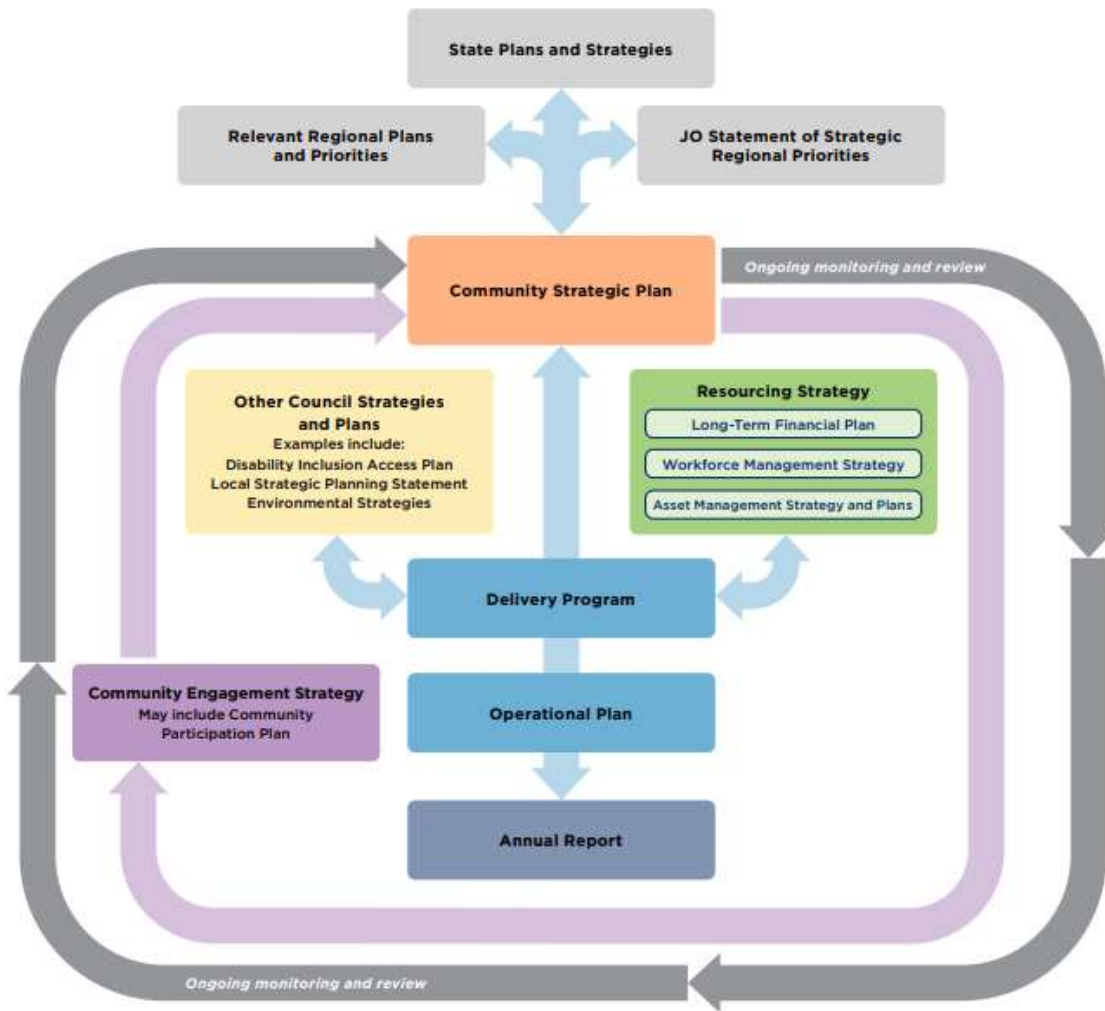 State Plans and Strategies
Relevant Regional Plans
and Priorities
JO Statement of Strategic
Regional Priorities
Community Strategic Plan
Ongoing monitoring and review
Other Council Strategies
and Plans
Examples include:
Disability Inclusion Access Plan
Local Strategic Planning Statement
Environmental Strategies
Resourcing Strategy
Long-Term Financial Plan
Workforce Management Strategy
Asset Management Strategy and Plans
Delivery Program
Community Engagement Strategy
May include Community
Participation Plan
Operational Plan
Annual Report
Ongoing monitoring and review